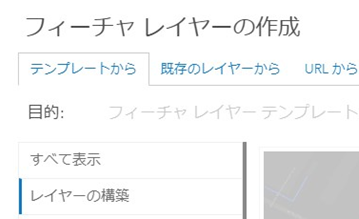 フィーチャ レイヤーの作成
テンプレートから 既存のレイヤーから URL から
目的: フィーチャ レイヤー テンプレート
すべて表示
レイヤーの構築